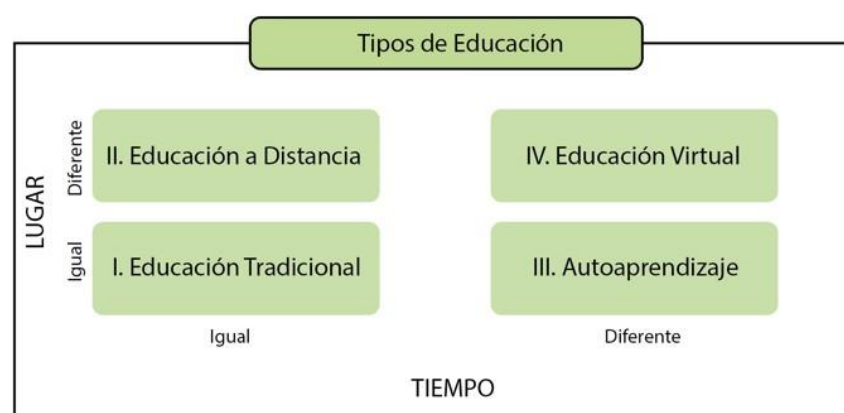 Tipos de Educación
LUGAR
Diferente
II. Educación a Distancia
IV. Educación Virtual
Igual
I. Educación Tradicional
III. Autoaprendizaje
Igual
Diferente
TIEMPO